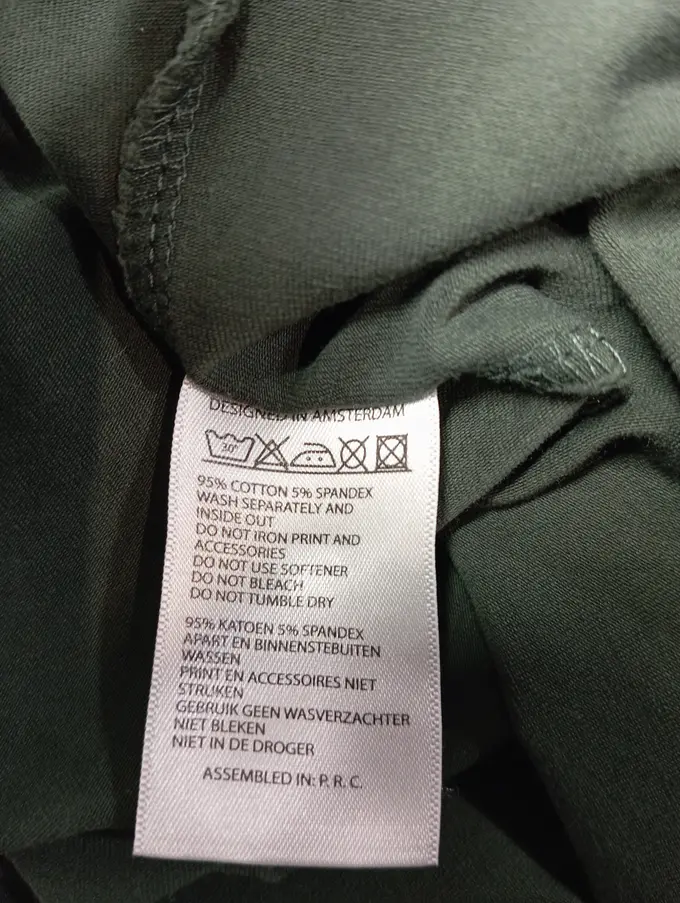 DESIGNED IN AMSTERDAM
30°
95% COTTON 5% SPANDEX
WASH SEPARATELY AND
INSIDE OUT
DO NOT IRON PRINT AND
ACCESSORIES
DO NOT USE SOFTENER
DO NOT BLEACH
DO NOT TUMBLE DRY
95% KATOEN 5% SPANDEX
APART EN BINNENSTEBUITEN
WASSEN
PRINT EN ACCESSOIRES NIET
STRUKEN
GEBRUIK GEEN WASVERZACHTER
NIET BLEKEN
NIET IN DE DROGER
ASSEMBLED IN: P. R. C.